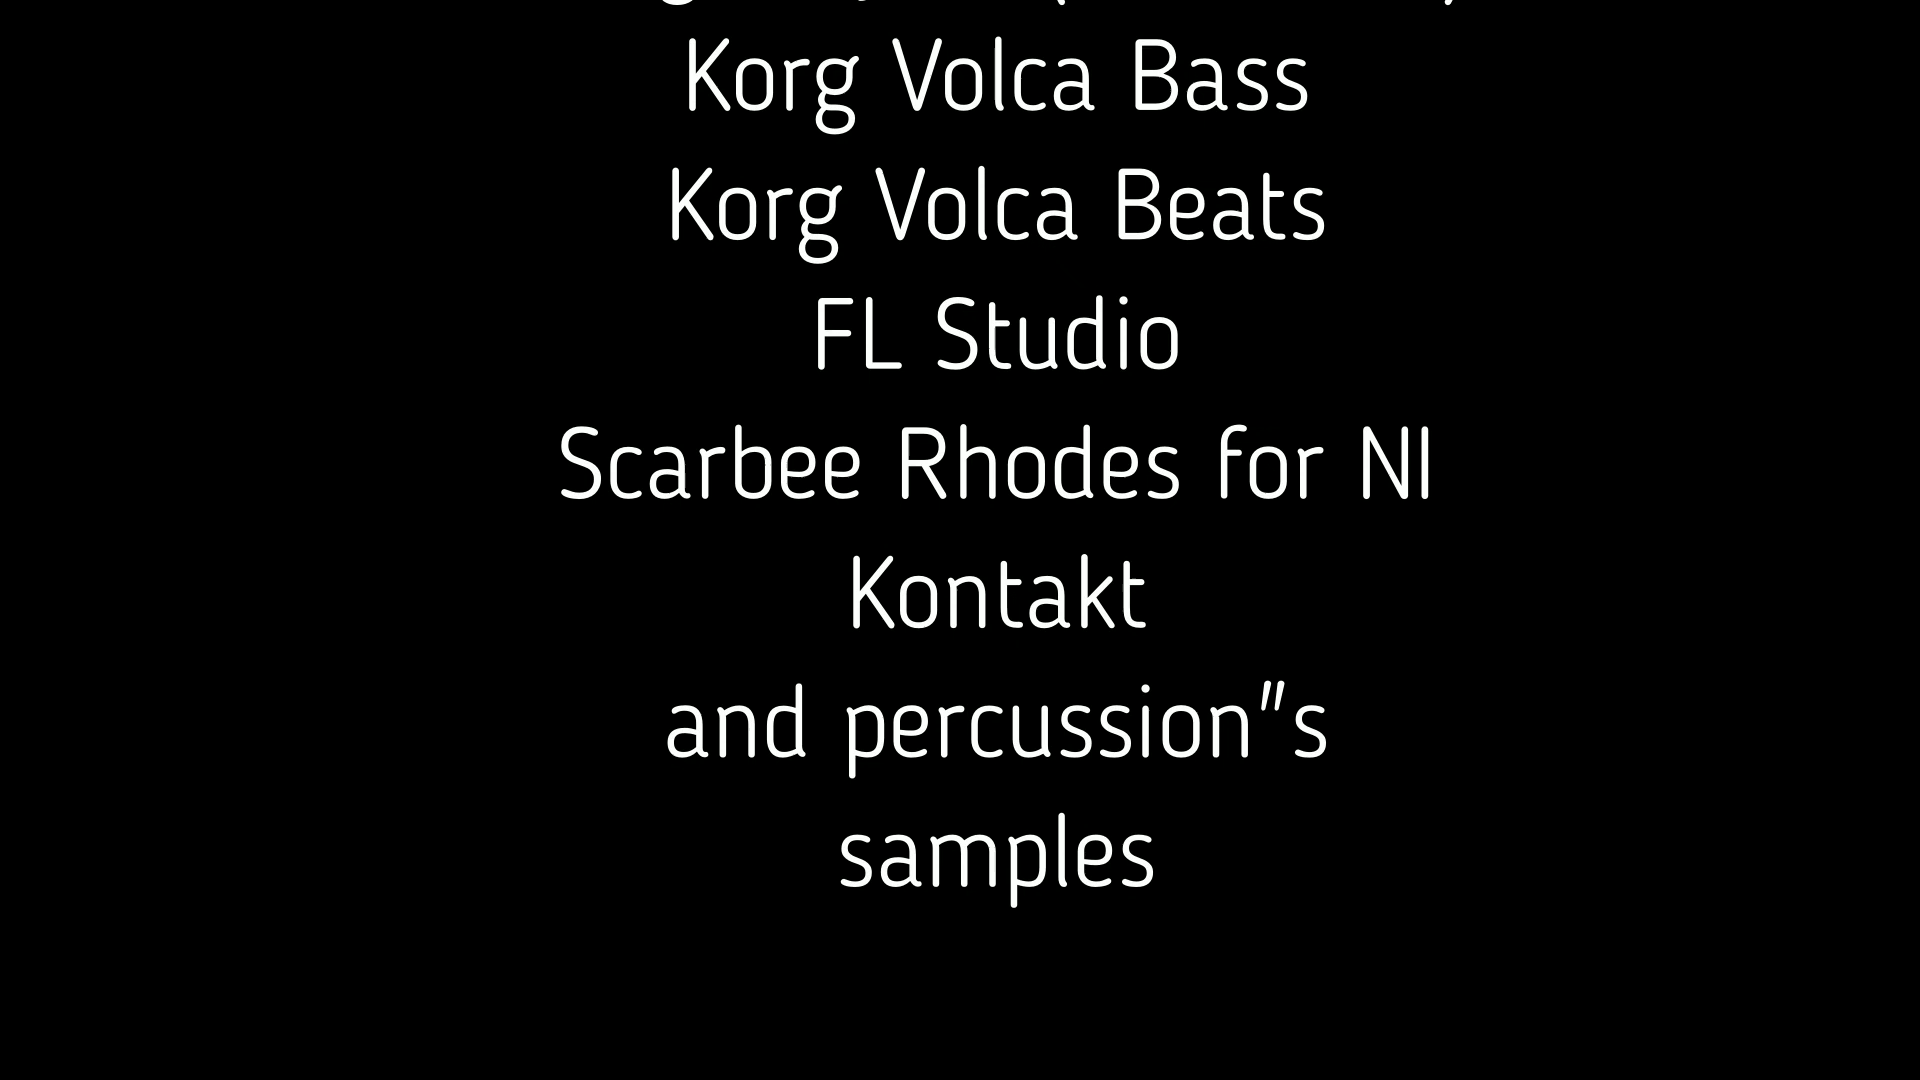 Korg Volca Bass
Korg Volca Beats
FL Studio
Scarbee Rhodes for NI
Kontakt
and percussion"s
samples